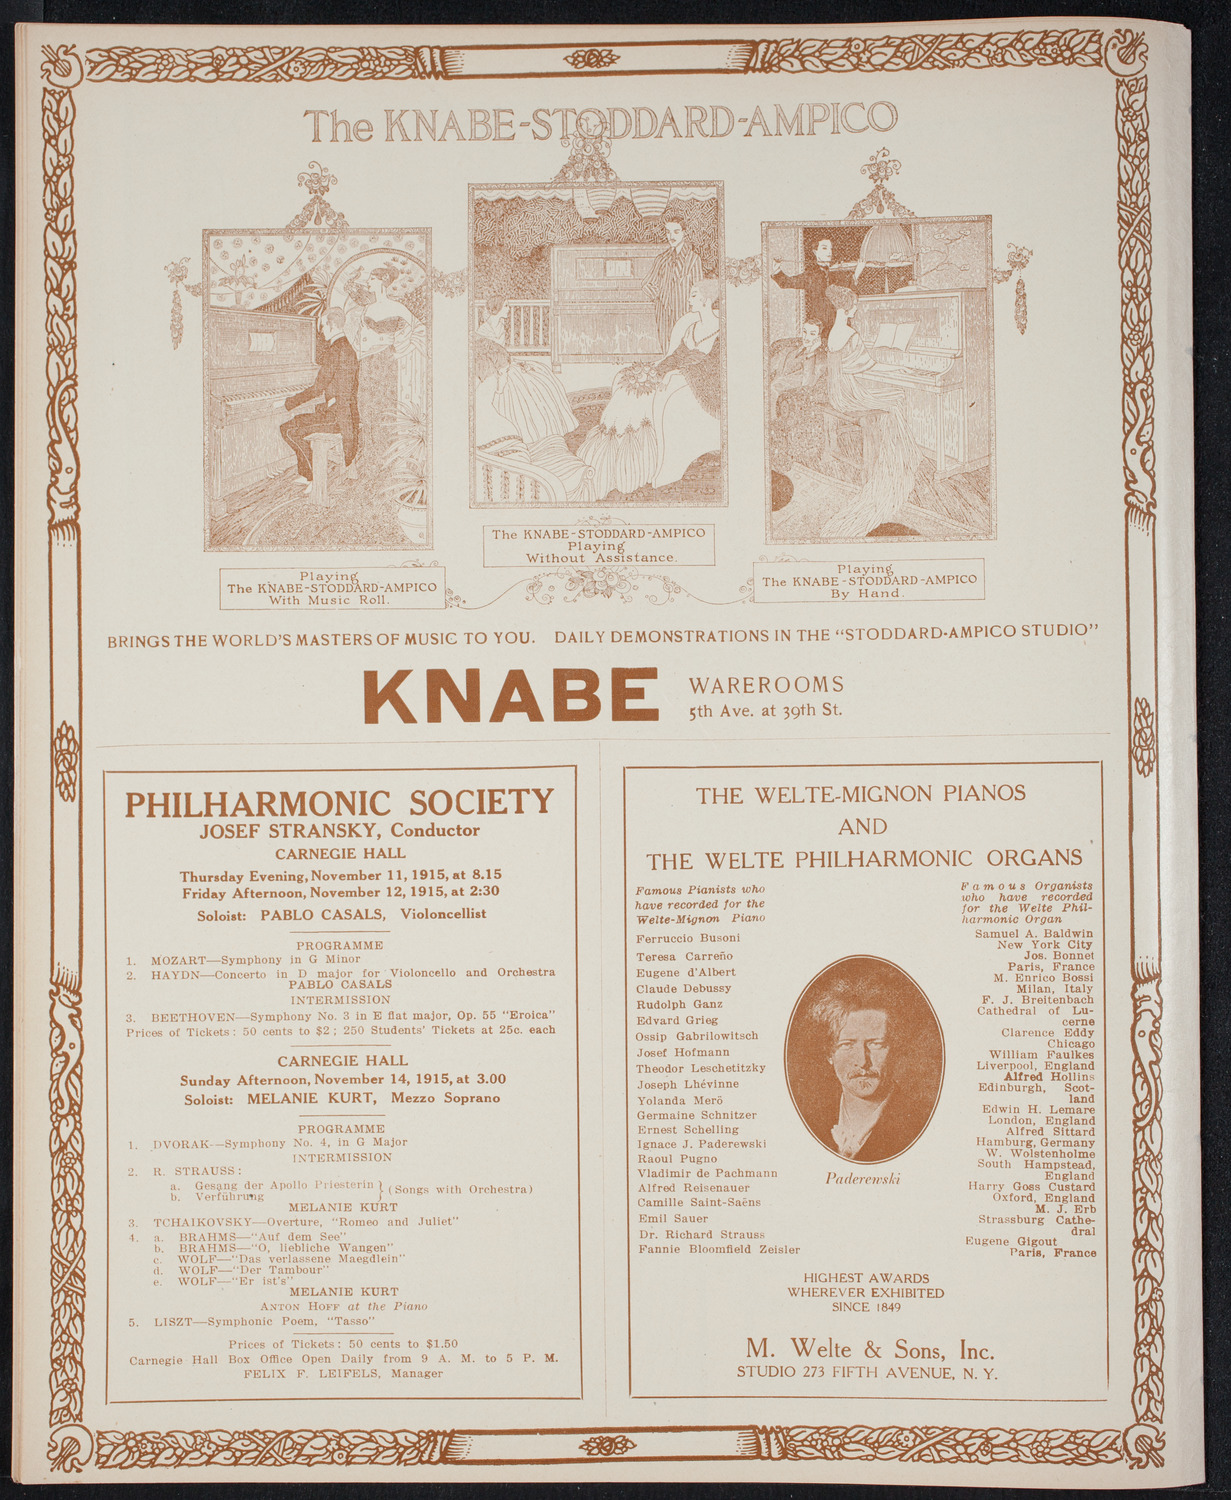 The KNABE-STODDARD-AMPICO
Playing
The KNABE-STODDARD-AMPICO
With Music Roll.
The KNABE-STODDARD-AMPICO
Playing
Without Assistance.
Playing
The KNABE-STODDARD-AMPICO
By Hand.
BRINGS THE WORLD'S MASTERS OF MUSIC TO YOU. DAILY DEMONSTRATIONS IN THE "STODDARD-AMPICO STUDIO"
KNABE
WAREROOMS
5th Ave. at 39th St.
PHILHARMONIC SOCIETY
JOSEF STRANSKY, Conductor
CARNEGIE HALL
Thursday Evening, November 11, 1915, at 8.15
Friday Afternoon, November 12, 1915, at 2:30
Soloist: PABLO CASALS, Violoncellist
PROGRAMME
1. MOZART—Symphony in G Minor
2. HAYDN—Concerto in D major for Violoncello and Orchestra
PABLO CASALS
INTERMISSION
3. BEETHOVEN—Symphony No. 3 in E flat major, Op. 55 "Eroica"
Prices of Tickets: 50 cents to $2; 250 Students' Tickets at 25c. each
CARNEGIE HALL
Sunday Afternoon, November 14, 1915, at 3.00
Soloist: MELANIE KURT, Mezzo Soprano
PROGRAMME
1. DVORAK—Symphony No. 4, in G Major
INTERMISSION
2. R. STRAUSS:
a. Gesang der Apollo Priesterin
b. Verführung
} (Songs with Orchestra)
MELANIE KURT
3. TCHAIKOVSKY—Overture, "Romeo and Juliet"
4. a. BRAHMS—"Auf dem See"
b. BRAHMS—"O, liebliche Wangen"
c. WOLF—"Das verlassene Maegdlein"
d. WOLF—"Der Tambour"
e. WOLF—"Er ist's"
MELANIE KURT
ANTON HOFF at the Piano
5. LISZT—Symphonic Poem, "Tasso"
Prices of Tickets: 50 cents to $1.50
Carnegie Hall Box Office Open Daily from 9 A. M. to 5 P. M.
FELIX F. LEIFELS, Manager
THE WELTE-MIGNON PIANOS
AND
THE WELTE PHILHARMONIC ORGANS
Famous Pianists who
have recorded for the
Welte-Mignon Piano
Ferruccio Busoni
Teresa Carreño
Eugene d'Albert
Claude Debussy
Rudolph Ganz
Edvard Grieg
Ossip Gabrilowitsch
Josef Hofmann
Theodor Leschetitzky
Joseph Lhévinne
Yolanda Merö
Germaine Schnitzer
Ernest Schelling
Ignace J. Paderewski
Raoul Pugno
Vladimir de Pachmann
Alfred Reisenauer
Camille Saint-Saëns
Emil Sauer
Dr. Richard Strauss
Fannie Bloomfield Zeisler
Paderewski
Famous Organists
who have recorded
for the Welte Phil-
harmonic Organ
Samuel A. Baldwin
New York City
Jos. Bonnet
Paris, France
M. Enrico Bossi
Milan, Italy
F. J. Breitenbach
Cathedral of Lu-
cerne
Clarence Eddy
Chicago
William Faulkes
Liverpool, England
Alfred Hollins
Edinburgh, Scot-
land
Edwin H. Lemare
London, England
Alfred Sittard
Hamburg, Germany
W. Wolstenholme
South Hampstead,
England
Harry Goss Custard
Oxford, England
M. J. Erb
Strassburg Cathe-
dral
Eugene Gigout
Paris, France
HIGHEST AWARDS
WHEREVER EXHIBITED
SINCE 1849
M. Welte & Sons, Inc.
STUDIO 273 FIFTH AVENUE, N. Y.